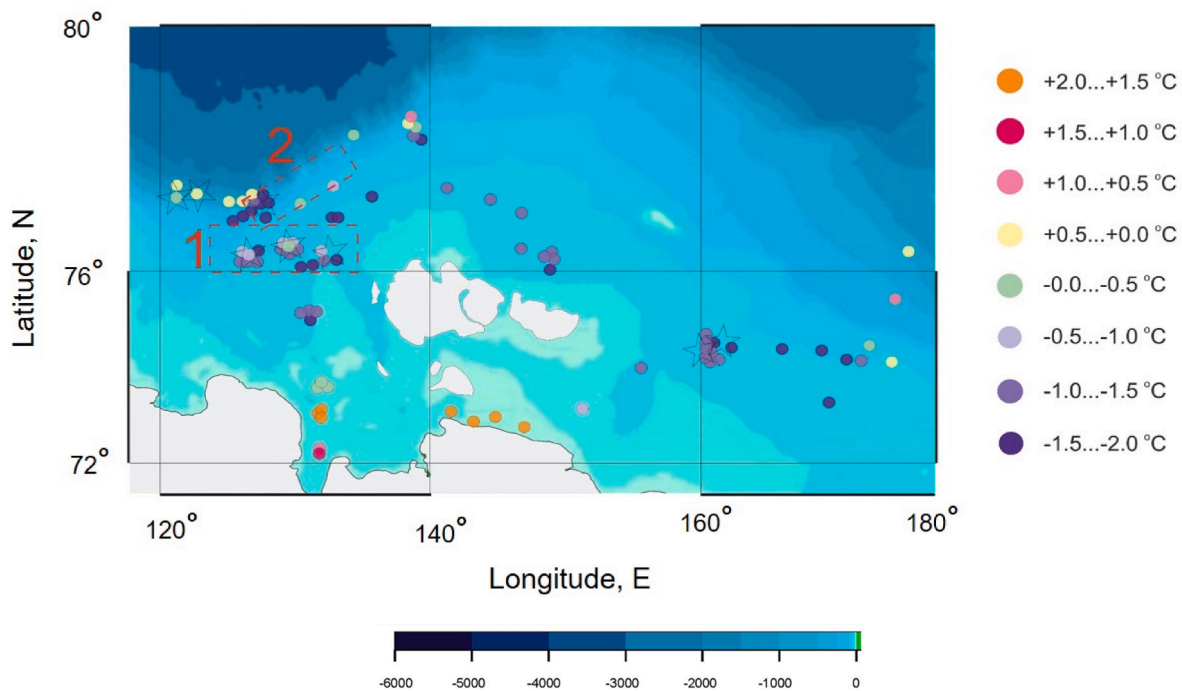 80°
76°
72°
Latitude, N
2
1
120°
140°
160°
180°
Longitude, E
+2.0...+1.5 °C
+1.5...+1.0 °C
+1.0...+0.5 °C
+0.5...+0.0 °C
-0.0...-0.5 °C
-0.5...-1.0 °C
-1.0...-1.5 °C
-1.5...-2.0 °C
-6000 -5000 -4000 -3000 -2000 -1000 0